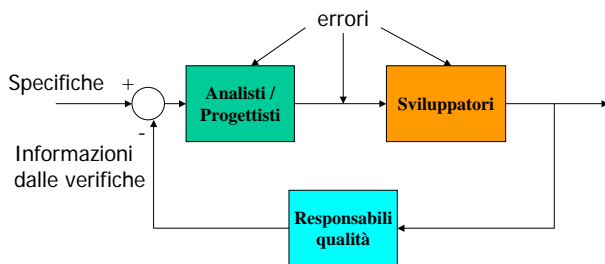 errori
Specifiche
+
Analisti /
Progettisti
Sviluppatori
-
Informazioni
dalle verifiche
Responsabili
qualità